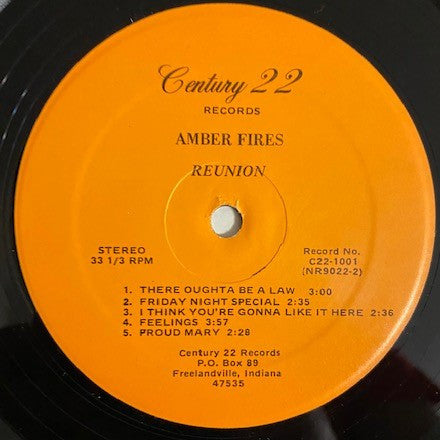 Century 22
RECORDS
AMBER FIRES
REUNION
STEREO
33 1/3 RPM
Record No.
C22-1001
(NR9022-2)
1. THERE OUGHTA BE A LAW 3:00
2. FRIDAY NIGHT SPECIAL 2:35
3. I THINK YOU'RE GONNA LIKE IT HERE 2:36
4. FEELINGS 3:57
5. PROUD MARY 2:28
Century 22 Records
P.O. Box 89
Freelandville, Indiana
47535